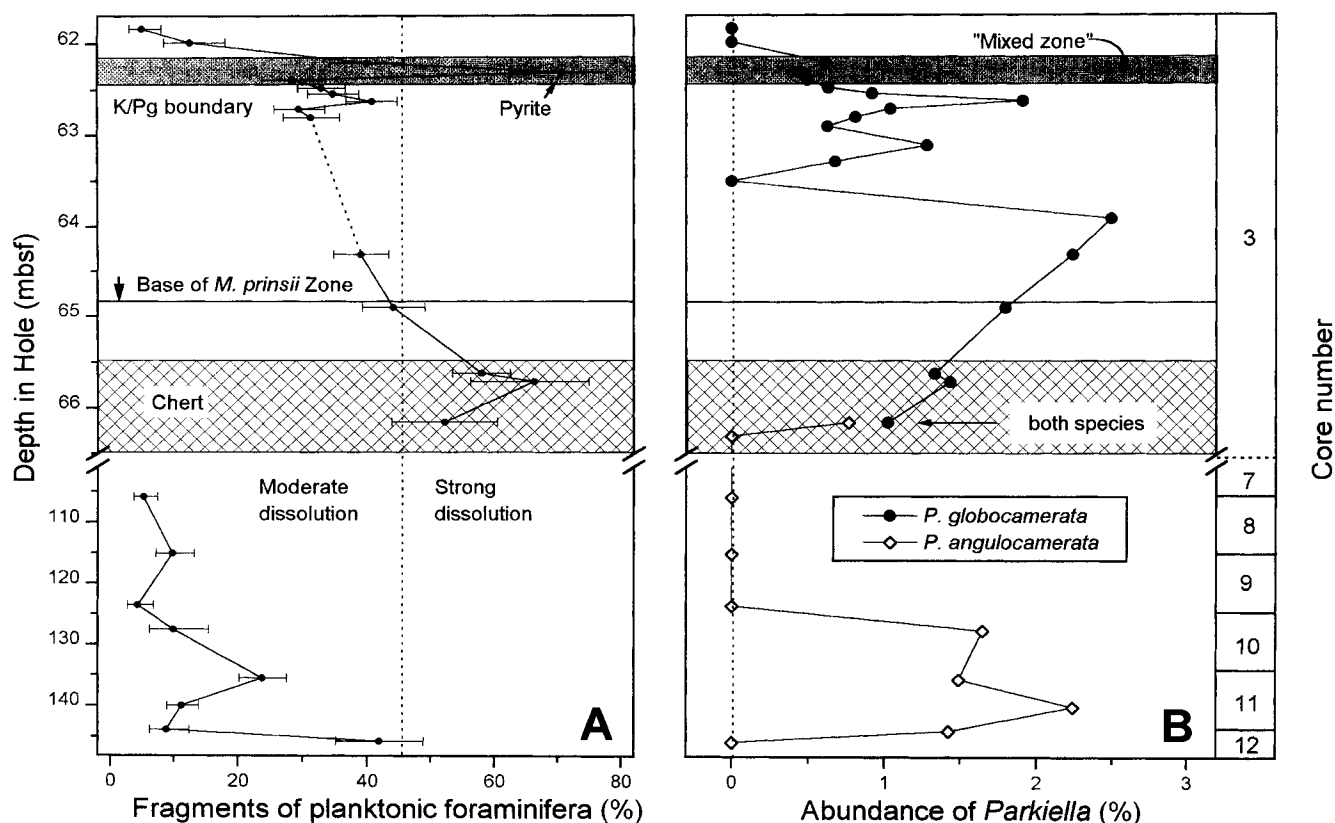 62
63
64
65
66
110
120
130
140
Depth in Hole (mbsf)
K/Pg boundary
Pyrite
Base of M. prinsii Zone
Chert
Moderate
dissolution
Strong
dissolution
A
0
20
40
60
80
Fragments of planktonic foraminifera (%)
"Mixed zone"
both species
P. globocamerata
P. angulocamerata
B
0
1
2
3
Abundance of Parkiella (%)
3
7
8
9
10
11
12
Core number